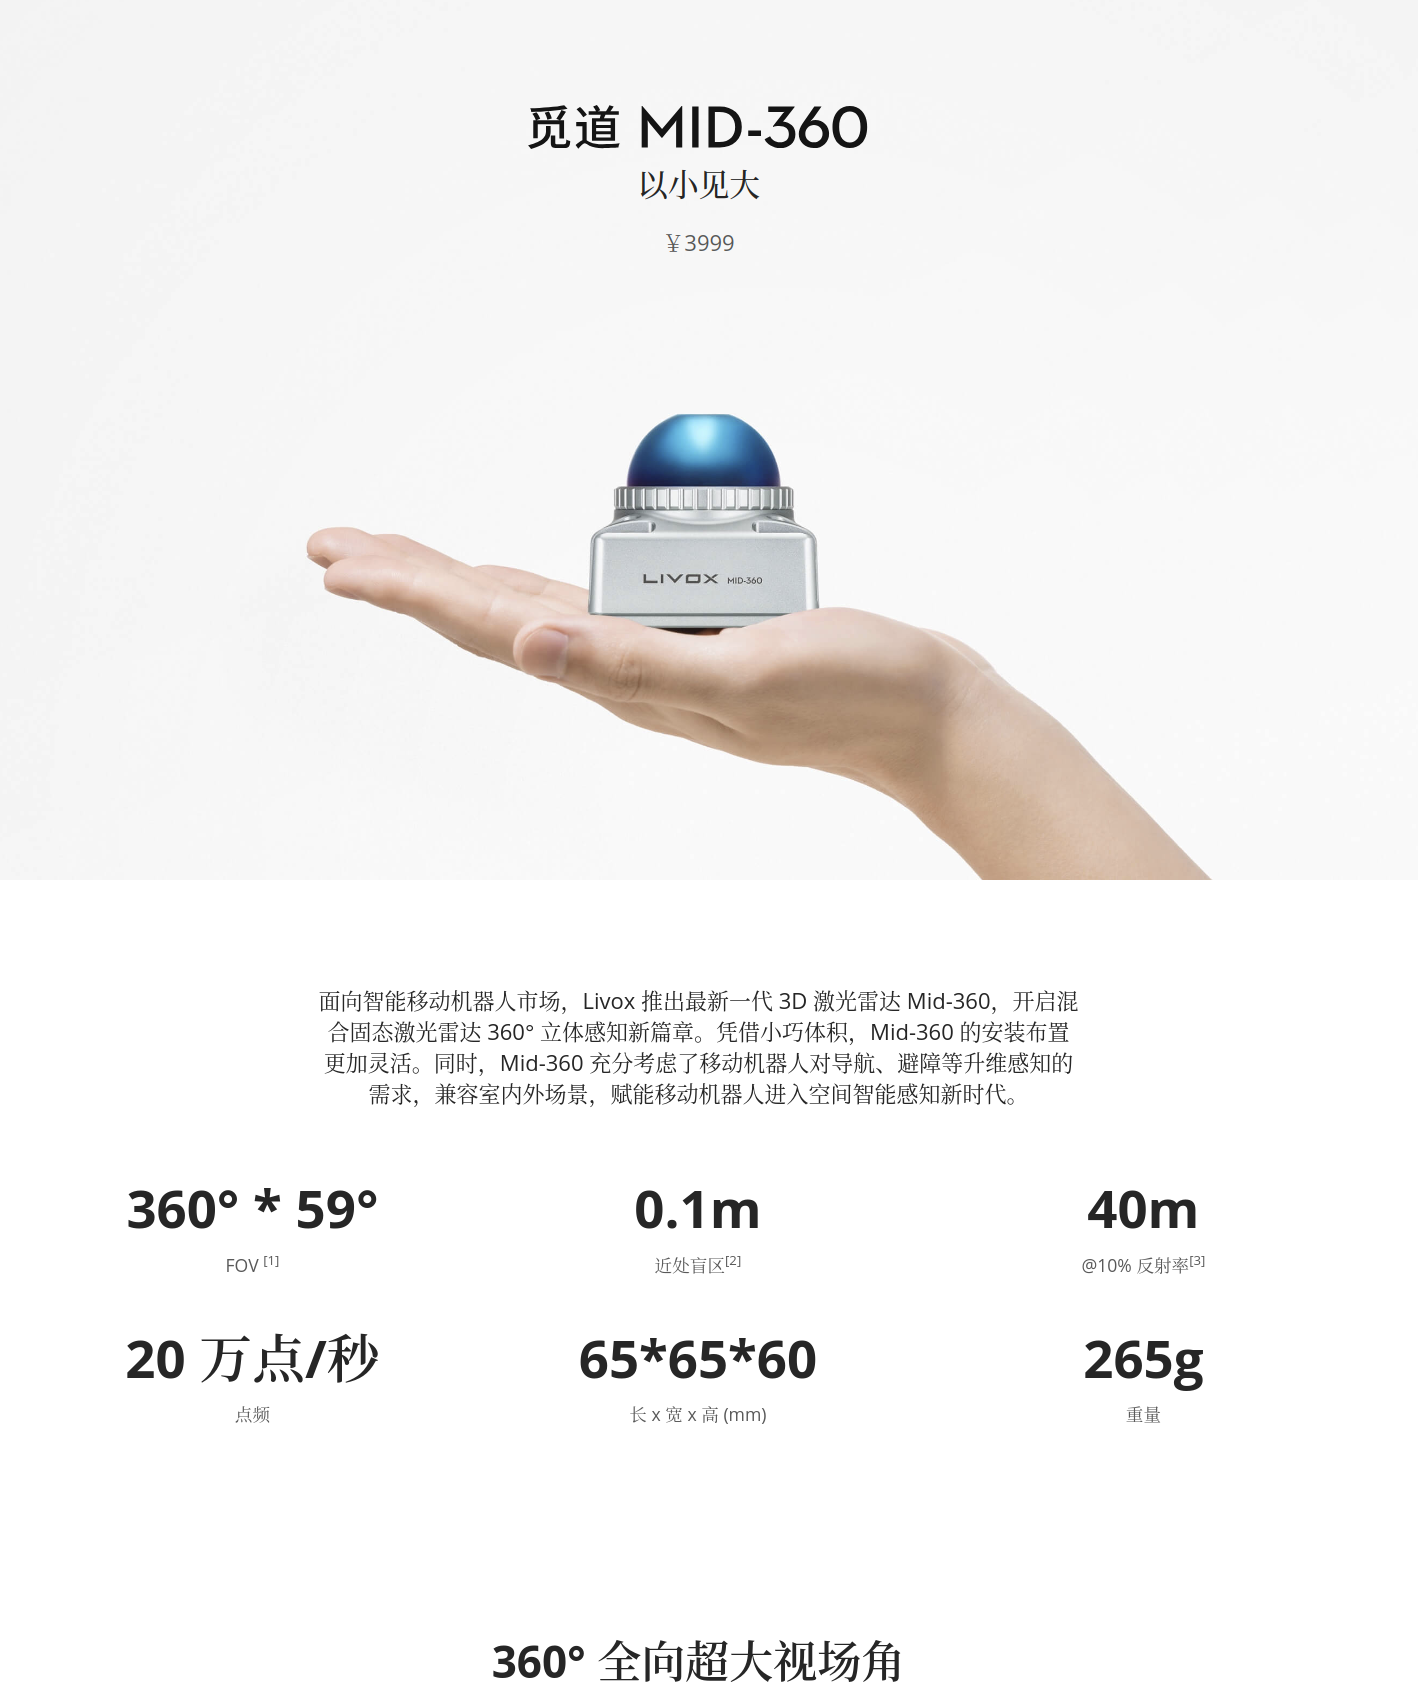 觅道 MID-360
以小见大
￥3999
LIVOX MID-360
面向智能移动机器人市场，Livox 推出最新一代 3D 激光雷达 Mid-360，开启混
合固态激光雷达 360° 立体感知新篇章。凭借小巧体积，Mid-360 的安装布置
更加灵活。同时，Mid-360 充分考虑了移动机器人对导航、避障等升维感知的
需求，兼容室内外场景，赋能移动机器人进入空间智能感知新时代。
360° * 59° 0.1m 40m
FOV [1] 近处盲区[2] @10% 反射率[3]
20 万点/秒 65*65*60 265g
点频 长 x 宽 x 高 (mm) 重量
360° 全向超大视场角